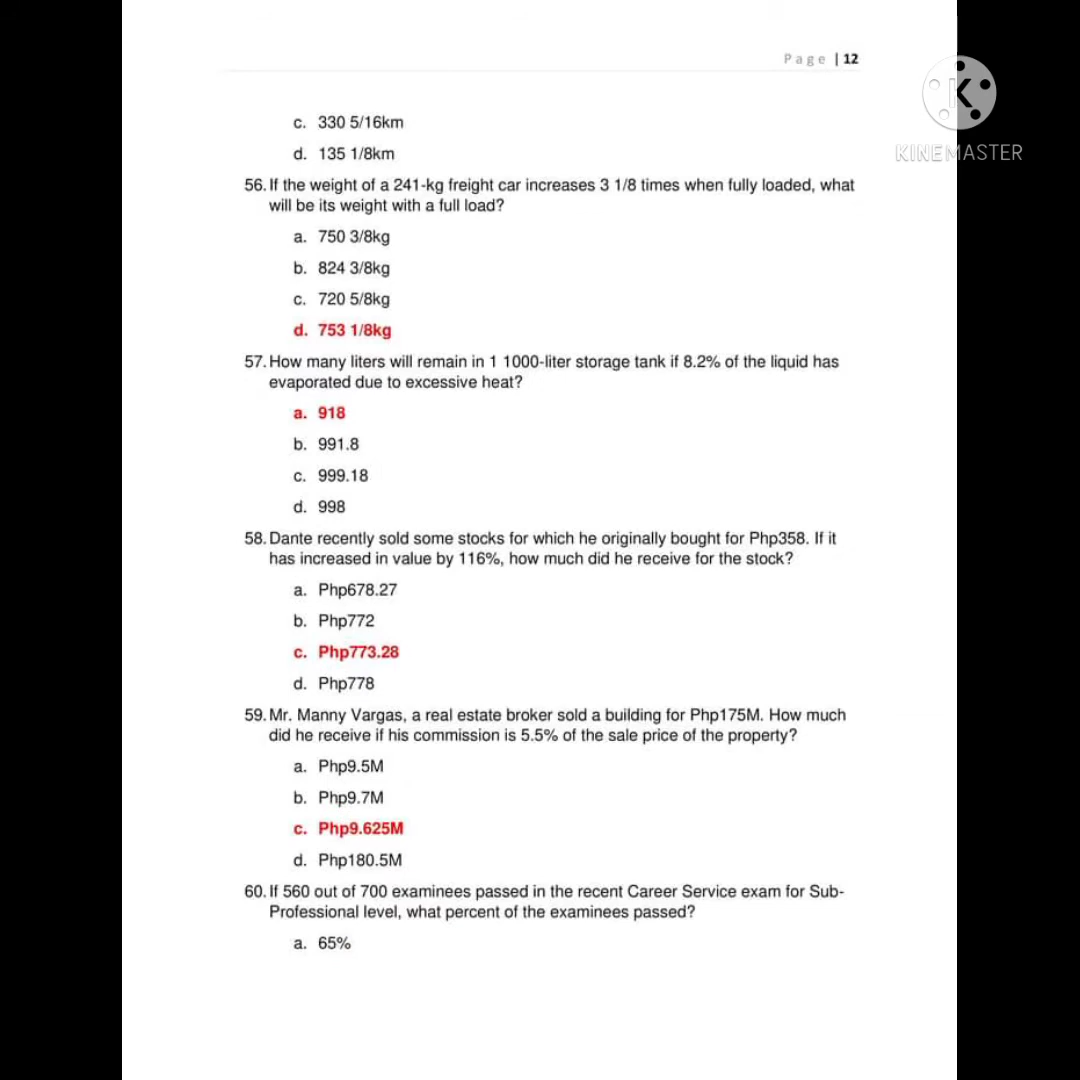 Page | 12
K
KINEMASTER
c. 330 5/16km
d. 135 1/8km
56. If the weight of a 241-kg freight car increases 3 1/8 times when fully loaded, what
will be its weight with a full load?
a. 750 3/8kg
b. 824 3/8kg
c. 720 5/8kg
d. 753 1/8kg
57. How many liters will remain in 1 1000-liter storage tank if 8.2% of the liquid has
evaporated due to excessive heat?
a. 918
b. 991.8
c. 999.18
d. 998
58. Dante recently sold some stocks for which he originally bought for Php358. If it
has increased in value by 116%, how much did he receive for the stock?
a. Php678.27
b. Php772
c. Php773.28
d. Php778
59. Mr. Manny Vargas, a real estate broker sold a building for Php175M. How much
did he receive if his commission is 5.5% of the sale price of the property?
a. Php9.5M
b. Php9.7M
c. Php9.625M
d. Php180.5M
60. If 560 out of 700 examinees passed in the recent Career Service exam for Sub-
Professional level, what percent of the examinees passed?
a. 65%